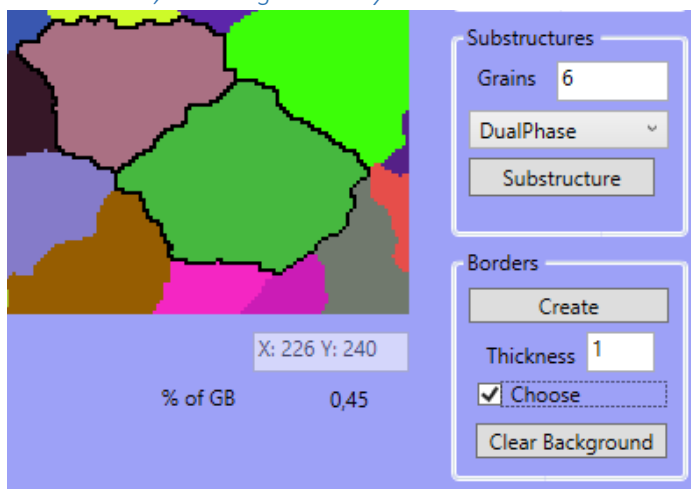 Substructures
Grains 6
DualPhase
Substructure
Borders
Create
X: 226 Y: 240
Thickness 1
% of GB 0,45
Choose
Clear Background